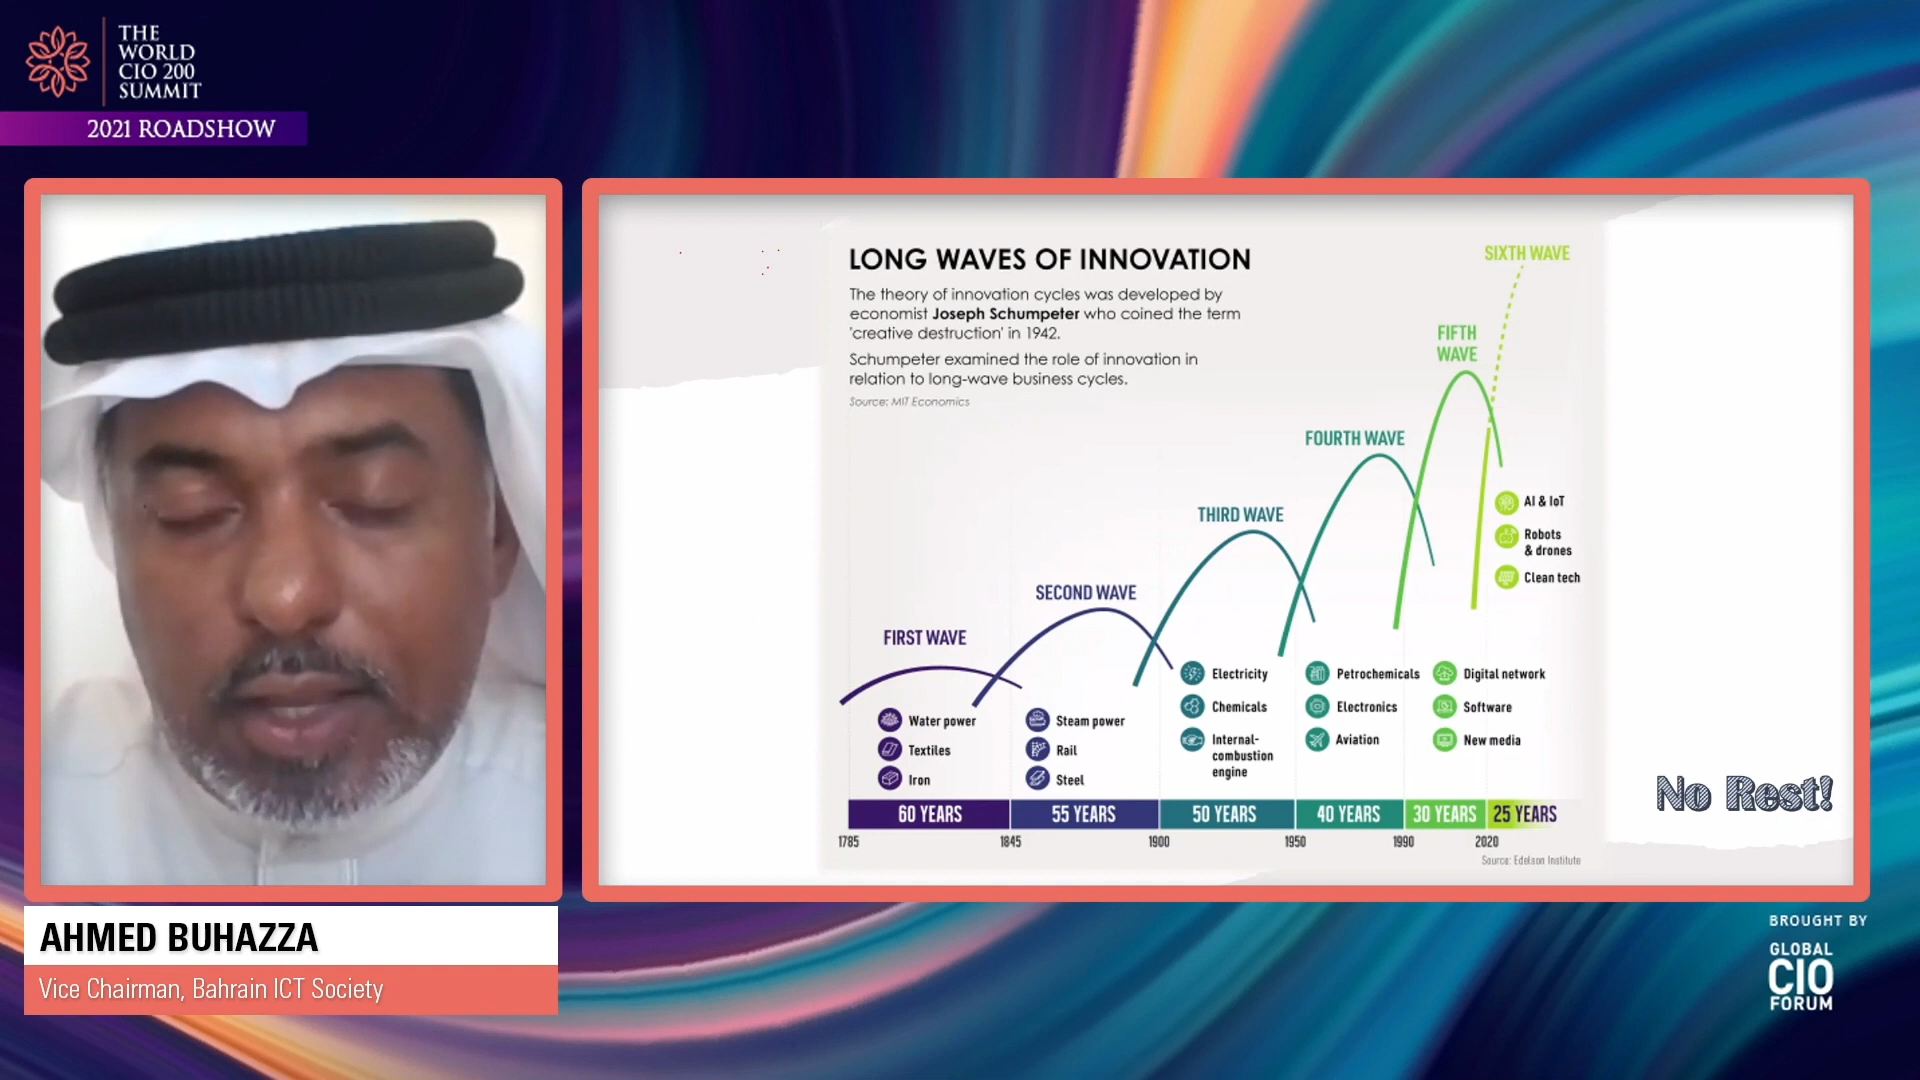 THE
WORLD
CIO 200
SUMMIT
2021 ROADSHOW
LONG WAVES OF INNOVATION
The theory of innovation cycles was developed by
economist Joseph Schumpeter who coined the term
'creative destruction' in 1942.
Schumpeter examined the role of innovation in
relation to long-wave business cycles.
Source: MIT Economics
SIXTH WAVE
FIFTH
WAVE
FOURTH WAVE
THIRD WAVE
SECOND WAVE
FIRST WAVE
AI & IoT
Robots
& drones
Clean tech
Water power
Textiles
Iron
Steam power
Rail
Steel
Electricity
Chemicals
Internal-
combustion
engine
Petrochemicals
Electronics
Aviation
Digital network
Software
New media
60 YEARS
55 YEARS
50 YEARS
40 YEARS
30 YEARS
25 YEARS
1785
1845
1900
1950
1990
2020
Source: Edelson Institute
No Rest!
AHMED BUHAZZA
Vice Chairman, Bahrain ICT Society
BROUGHT BY
GLOBAL
CIO
FORUM